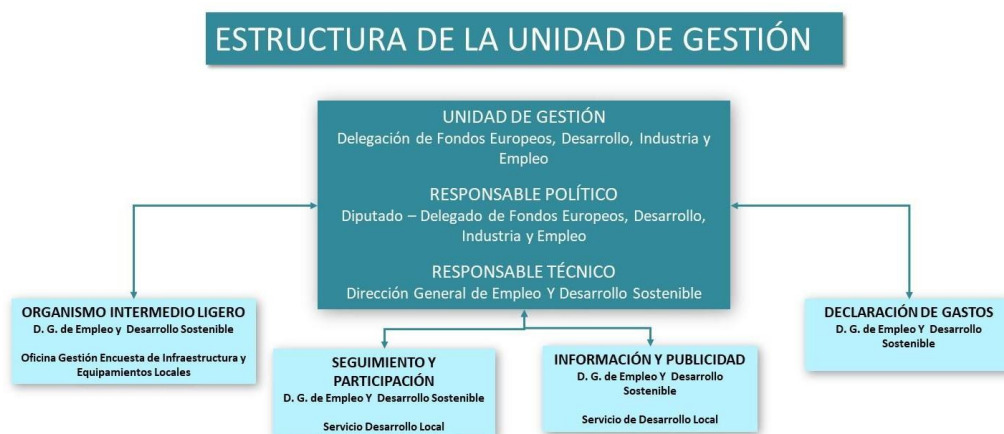 ESTRUCTURA DE LA UNIDAD DE GESTIÓN
UNIDAD DE GESTIÓN
Delegación de Fondos Europeos, Desarrollo, Industria y
Empleo
RESPONSABLE POLÍTICO
Diputado – Delegado de Fondos Europeos, Desarrollo,
Industria y Empleo
RESPONSABLE TÉCNICO
Dirección General de Empleo Y Desarrollo Sostenible
ORGANISMO INTERMEDIO LIGERO
D. G. de Empleo y Desarrollo Sostenible
Oficina Gestión Encuesta de Infraestructura y
Equipamientos Locales
SEGUIMIENTO Y
PARTICIPACIÓN
D. G. de Empleo Y Desarrollo Sostenible
Servicio Desarrollo Local
INFORMACIÓN Y PUBLICIDAD
D. G. de Empleo Y Desarrollo
Sostenible
Servicio de Desarrollo Local
DECLARACIÓN DE GASTOS
D. G. de Empleo Y Desarrollo
Sostenible